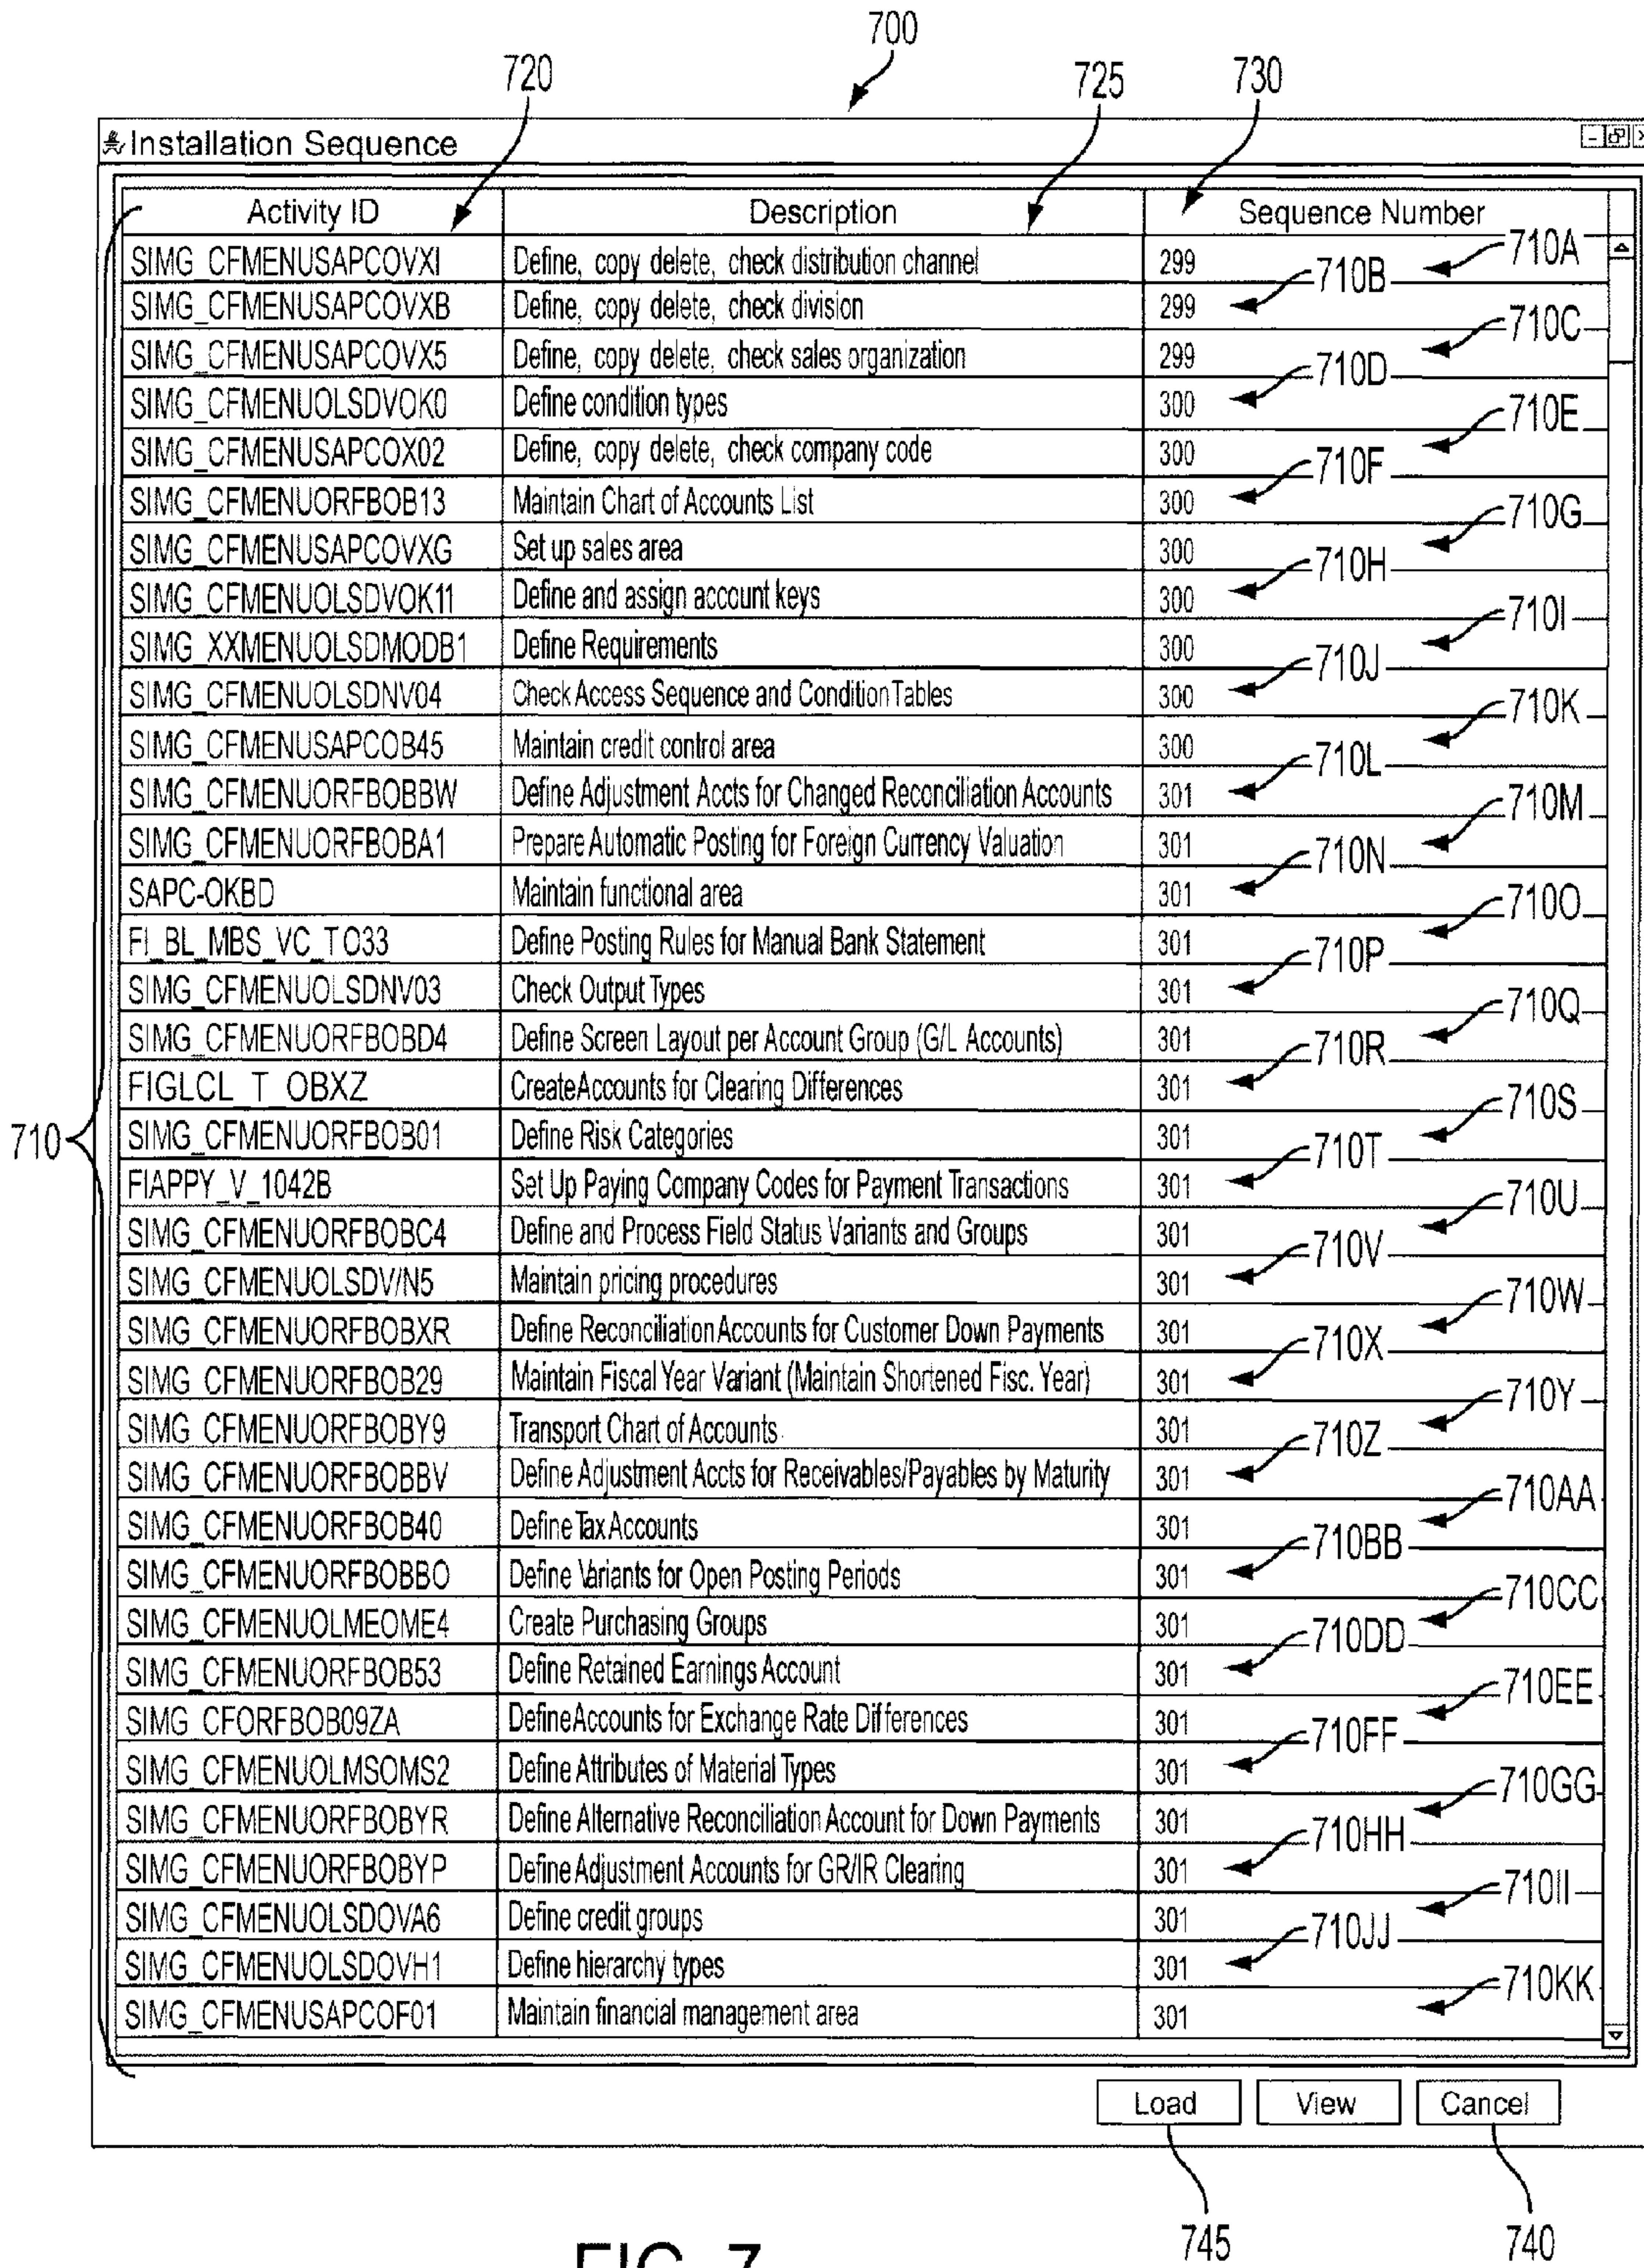 700
720
725
730
Installation Sequence
Activity ID Description Sequence Number
SIMG_CFMENUSAPCOVXI Define, copy delete, check distribution channel 299 710A
SIMG_CFMENUSAPCOVXB Define, copy delete, check division 299 710B
SIMG_CFMENUSAPCOVX5 Define, copy delete, check sales organization 299 710C
SIMG_CFMENUOLSDVOK0 Define condition types 300 710D
SIMG_CFMENUSAPCOX02 Define, copy delete, check company code 300 710E
SIMG_CFMENUORFBOB13 Maintain Chart of Accounts List 300 710F
SIMG_CFMENUSAPCOVXG Set up sales area 300 710G
SIMG_CFMENUOLSDVOK11 Define and assign account keys 300 710H
SIMG_XXMENUOLSDMODB1 Define Requirements 300 710I
SIMG_CFMENUOLSDNV04 Check Access Sequence and Condition Tables 300 710J
SIMG_CFMENUSAPCOB45 Maintain credit control area 300 710K
SIMG_CFMENUORFBOBBW Define Adjustment Accts for Changed Reconciliation Accounts 301 710L
SIMG_CFMENUORFBOBA1 Prepare Automatic Posting for Foreign Currency Valuation 301 710M
SAPC-OKBD Maintain functional area 301 710N
FI_BL_MBS_VC_TO33 Define Posting Rules for Manual Bank Statement 301 710O
SIMG_CFMENUOLSDNV03 Check Output Types 301 710P
SIMG_CFMENUORFBOBD4 Define Screen Layout per Account Group (G/L Accounts) 301 710Q
FIGLCL_T_OBXZ Create Accounts for Clearing Differences 301 710R
SIMG_CFMENUORFBOB01 Define Risk Categories 301 710S
FIAPPY_V_1042B Set Up Paying Company Codes for Payment Transactions 301 710T
SIMG_CFMENUORFBOBC4 Define and Process Field Status Variants and Groups 301 710U
SIMG_CFMENUOLSDV/N5 Maintain pricing procedures 301 710V
SIMG_CFMENUORFBOBXR Define Reconciliation Accounts for Customer Down Payments 301 710W
SIMG_CFMENUORFBOB29 Maintain Fiscal Year Variant (Maintain Shortened Fisc. Year) 301 710X
SIMG_CFMENUORFBOBY9 Transport Chart of Accounts 301 710Y
SIMG_CFMENUORFBOBBV Define Adjustment Accts for Receivables/Payables by Maturity 301 710Z
SIMG_CFMENUORFBOB40 Define Tax Accounts 301 710AA
SIMG_CFMENUORFBOBBO Define Variants for Open Posting Periods 301 710BB
SIMG_CFMENUOLMEOME4 Create Purchasing Groups 301 710CC
SIMG_CFMENUORFBOB53 Define Retained Earnings Account 301 710DD
SIMG_CFORFBOB09ZA Define Accounts for Exchange Rate Differences 301 710EE
SIMG_CFMENUOLMSOMS2 Define Attributes of Material Types 301 710FF
SIMG_CFMENUORFBOBYR Define Alternative Reconciliation Account for Down Payments 301 710GG
SIMG_CFMENUORFBOBYP Define Adjustment Accounts for GR/IR Clearing 301 710HH
SIMG_CFMENUOLSDOVA6 Define credit groups 301 710II
SIMG_CFMENUOLSDOVH1 Define hierarchy types 301 710JJ
SIMG_CFMENUSAPCOF01 Maintain financial management area 301 710KK
710
Load View Cancel
745 740
FIG. 7